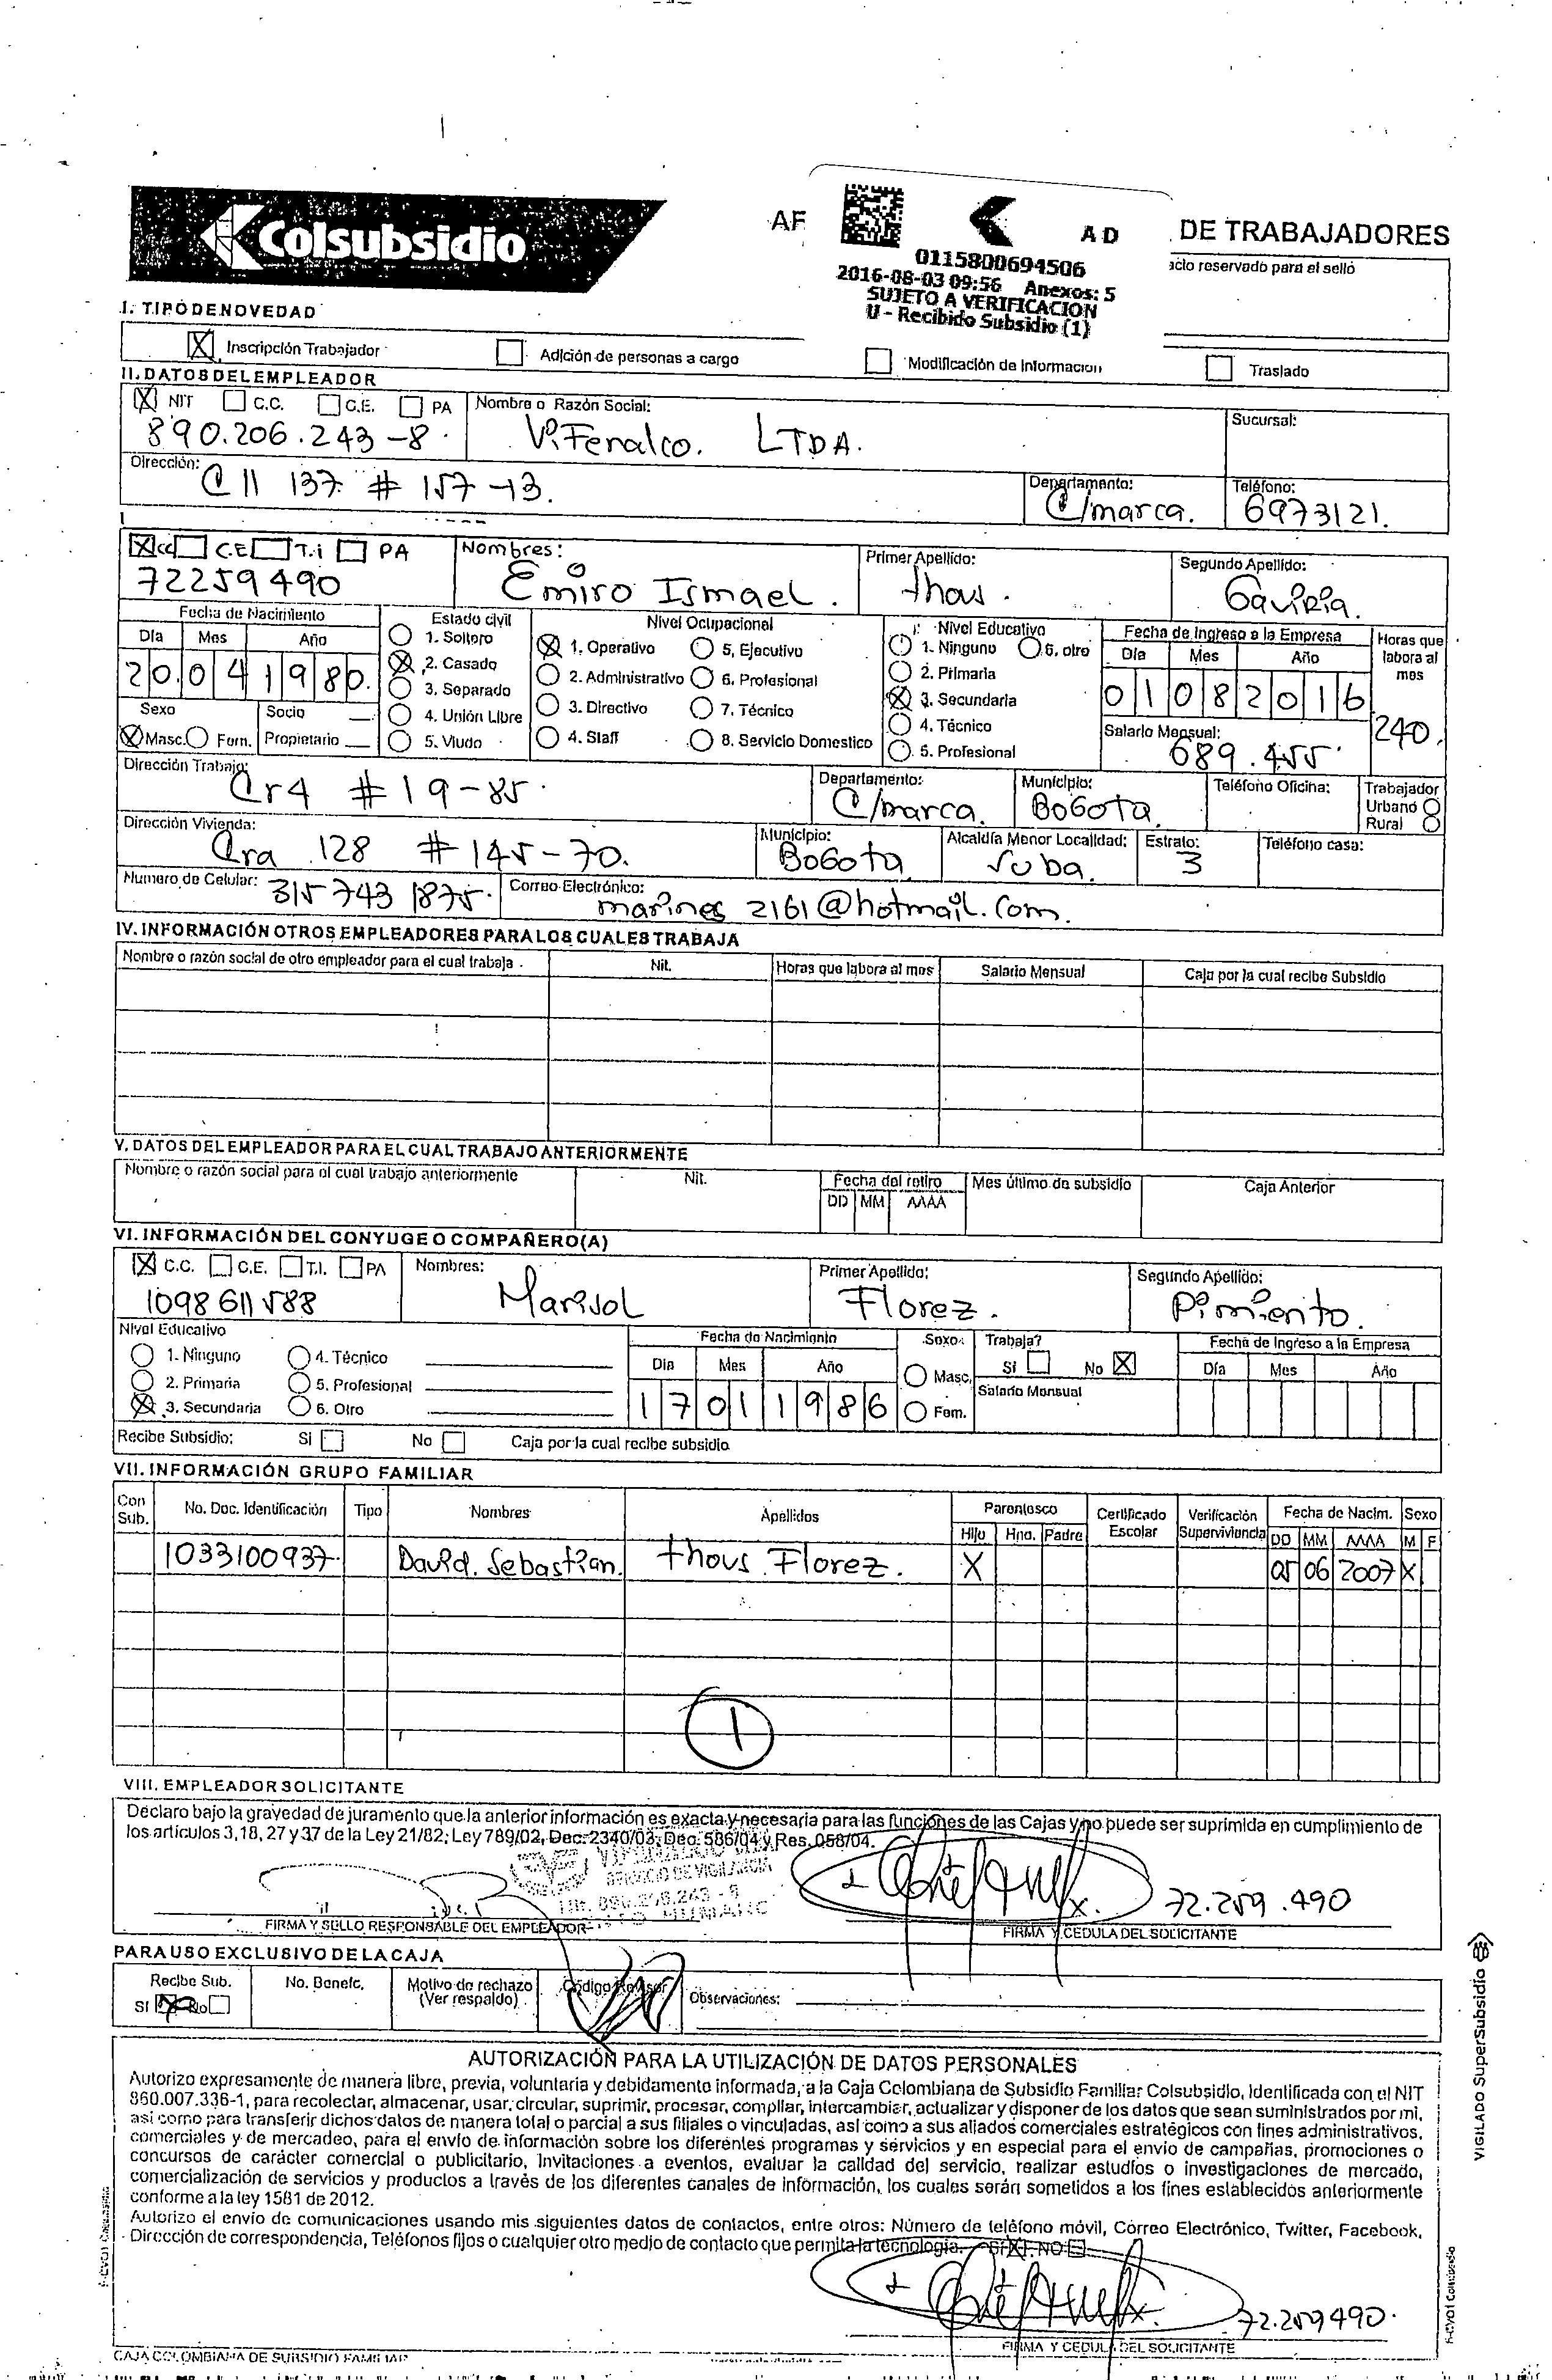 Colsubsidio
AF AD DE TRABAJADORES
0115800694506
2016-08-03 09:56 Anexos: 5
SUJETO A VERIFICACION
U - Recibido Subsidio (1)
acio reservado para el selló
I. TIPO DE NOVEDAD
X Inscripción Trabajador Adición de personas a cargo Modificación de Informacion Traslado
II. DATOS DEL EMPLEADOR
X NIT C.C. C.E. PA Nombre o Razón Social: Sucursal:
890.206.243-8. ViFenalco. LTDA.
Dirección: Cll 137 # 157-13. Departamento: C/marca. Teléfono: 6973121.
X cc C.E T.i PA Nombres: Primer Apellido: Segundo Apellido:
72259490 Emiro Ismael. thous. Gaviria.
Fecha de Nacimiento Estado civil Nivel Ocupacional Nivel Educativo Fecha de Ingreso a la Empresa Horas que labora al mes
Día Mes Año 1. Soltero X 1. Operativo 5. Ejecutivo 1. Ninguno 6. otro Día Mes Año
20 04 1980. X 2. Casado 2. Administrativo 6. Profesional 2. Primaria 01 08 2016 240.
3. Separado 3. Directivo 7. Técnico X 3. Secundaria
Sexo Socio 4. Unión Libre 4. Staff 8. Servicio Domestico 4. Técnico Salario Mensual:
X Masc. Fem. Propietario 5. Viudo 5. Profesional 689.455
Dirección Trabajo: Cr4 #19-85. Departamento: C/marca. Municipio: Bogota. Teléfono Oficina: Trabajador Urbano Rural
Dirección Vivienda: Cra 128 #145-70. Municipio: Bogota Alcaldía Menor Localidad: Suba. Estrato: 3 Teléfono casa:
Numero de Celular: 315 743 1875. Correo Electrónico: marines 2161@hotmail.com.
IV. INFORMACIÓN OTROS EMPLEADORES PARA LOS CUALES TRABAJA
Nombre o razón social de otro empleador para el cual trabaja Nit. Horas que labora al mes Salario Mensual Caja por la cual recibe Subsidio
V. DATOS DEL EMPLEADOR PARA EL CUAL TRABAJO ANTERIORMENTE
Nombre o razón social para el cual trabajo anteriormente Nit. Fecha del retiro Mes último de subsidio Caja Anterior
DD MM AAAA
VI. INFORMACIÓN DEL CONYUGE O COMPAÑERO(A)
X C.C. C.E. T.I. PA Nombres: Primer Apellido: Segundo Apellido:
1098611588 Marisol Florez. Pimiento.
Nivel Educativo Fecha de Nacimiento Sexo: Trabaja? Fecha de Ingreso a la Empresa
1. Ninguno 4. Técnico Día Mes Año Masc. Si No X Día Mes Año
2. Primaria 5. Profesional Salario Mensual
X 3. Secundaria 6. Otro 17 01 1986 Fem.
Recibe Subsidio: Si No Caja por la cual recibe subsidio
VII. INFORMACIÓN GRUPO FAMILIAR
Con Sub. No. Doc. Identificación Tipo Nombres Apellidos Parentesco Certificado Escolar Verificación Supervivencia Fecha de Nacim. Sexo
Hijo Hno. Padre DD MM AAAA M F
1033100937. David. Sebastian. thous Florez. X 05 06 2007 X
1
VIII. EMPLEADOR SOLICITANTE
Declaro bajo la gravedad de juramento que la anterior información es exacta y necesaria para las funciones de las Cajas y no puede ser suprimida en cumplimiento de
los artículos 3,18, 27 y 37 de la Ley 21/82; Ley 789/02, Dec. 2340/03; Dec. 586/04 y Res. 058/04.
SERVICIO DE VIGILANCIA
72.259.490
FIRMA Y SELLO RESPONSABLE DEL EMPLEADOR FIRMA Y CEDULA DEL SOLICITANTE
PARA USO EXCLUSIVO DE LA CAJA
Recibe Sub. No. Benefc. Motivo de rechazo (Ver respaldo) Código Revisor Observaciones:
SI No
AUTORIZACIÓN PARA LA UTILIZACIÓN DE DATOS PERSONALES
Autorizo expresamente de manera libre, previa, voluntaria y debidamente informada, a la Caja Colombiana de Subsidio Familiar Colsubsidio, Identificada con el NIT
860.007.336-1, para recolectar, almacenar, usar, circular, suprimir, procesar, compilar, intercambiar, actualizar y disponer de los datos que sean suministrados por mi,
así como para transferir dichos datos de manera total o parcial a sus filiales o vinculadas, así como a sus aliados comerciales estratégicos con fines administrativos,
comerciales y de mercadeo, para el envío de información sobre los diferentes programas y servicios y en especial para el envío de campañas, promociones o
concursos de carácter comercial o publicitario, Invitaciones a eventos, evaluar la calidad del servicio, realizar estudios o investigaciones de mercado,
comercialización de servicios y productos a través de los diferentes canales de información, los cuales serán sometidos a los fines establecidos anteriormente
conforme a la ley 1581 de 2012.
Autorizo el envío de comunicaciones usando mis siguientes datos de contactos, entre otros: Número de teléfono móvil, Correo Electrónico, Twitter, Facebook,
Dirección de correspondencia, Teléfonos fijos o cualquier otro medio de contacto que permita la tecnología. SI X NO
72.259490.
FIRMA Y CEDULA DEL SOLICITANTE
CAJA COLOMBIANA DE SUBSIDIO FAMILIAR
VIGILADO SuperSubsidio